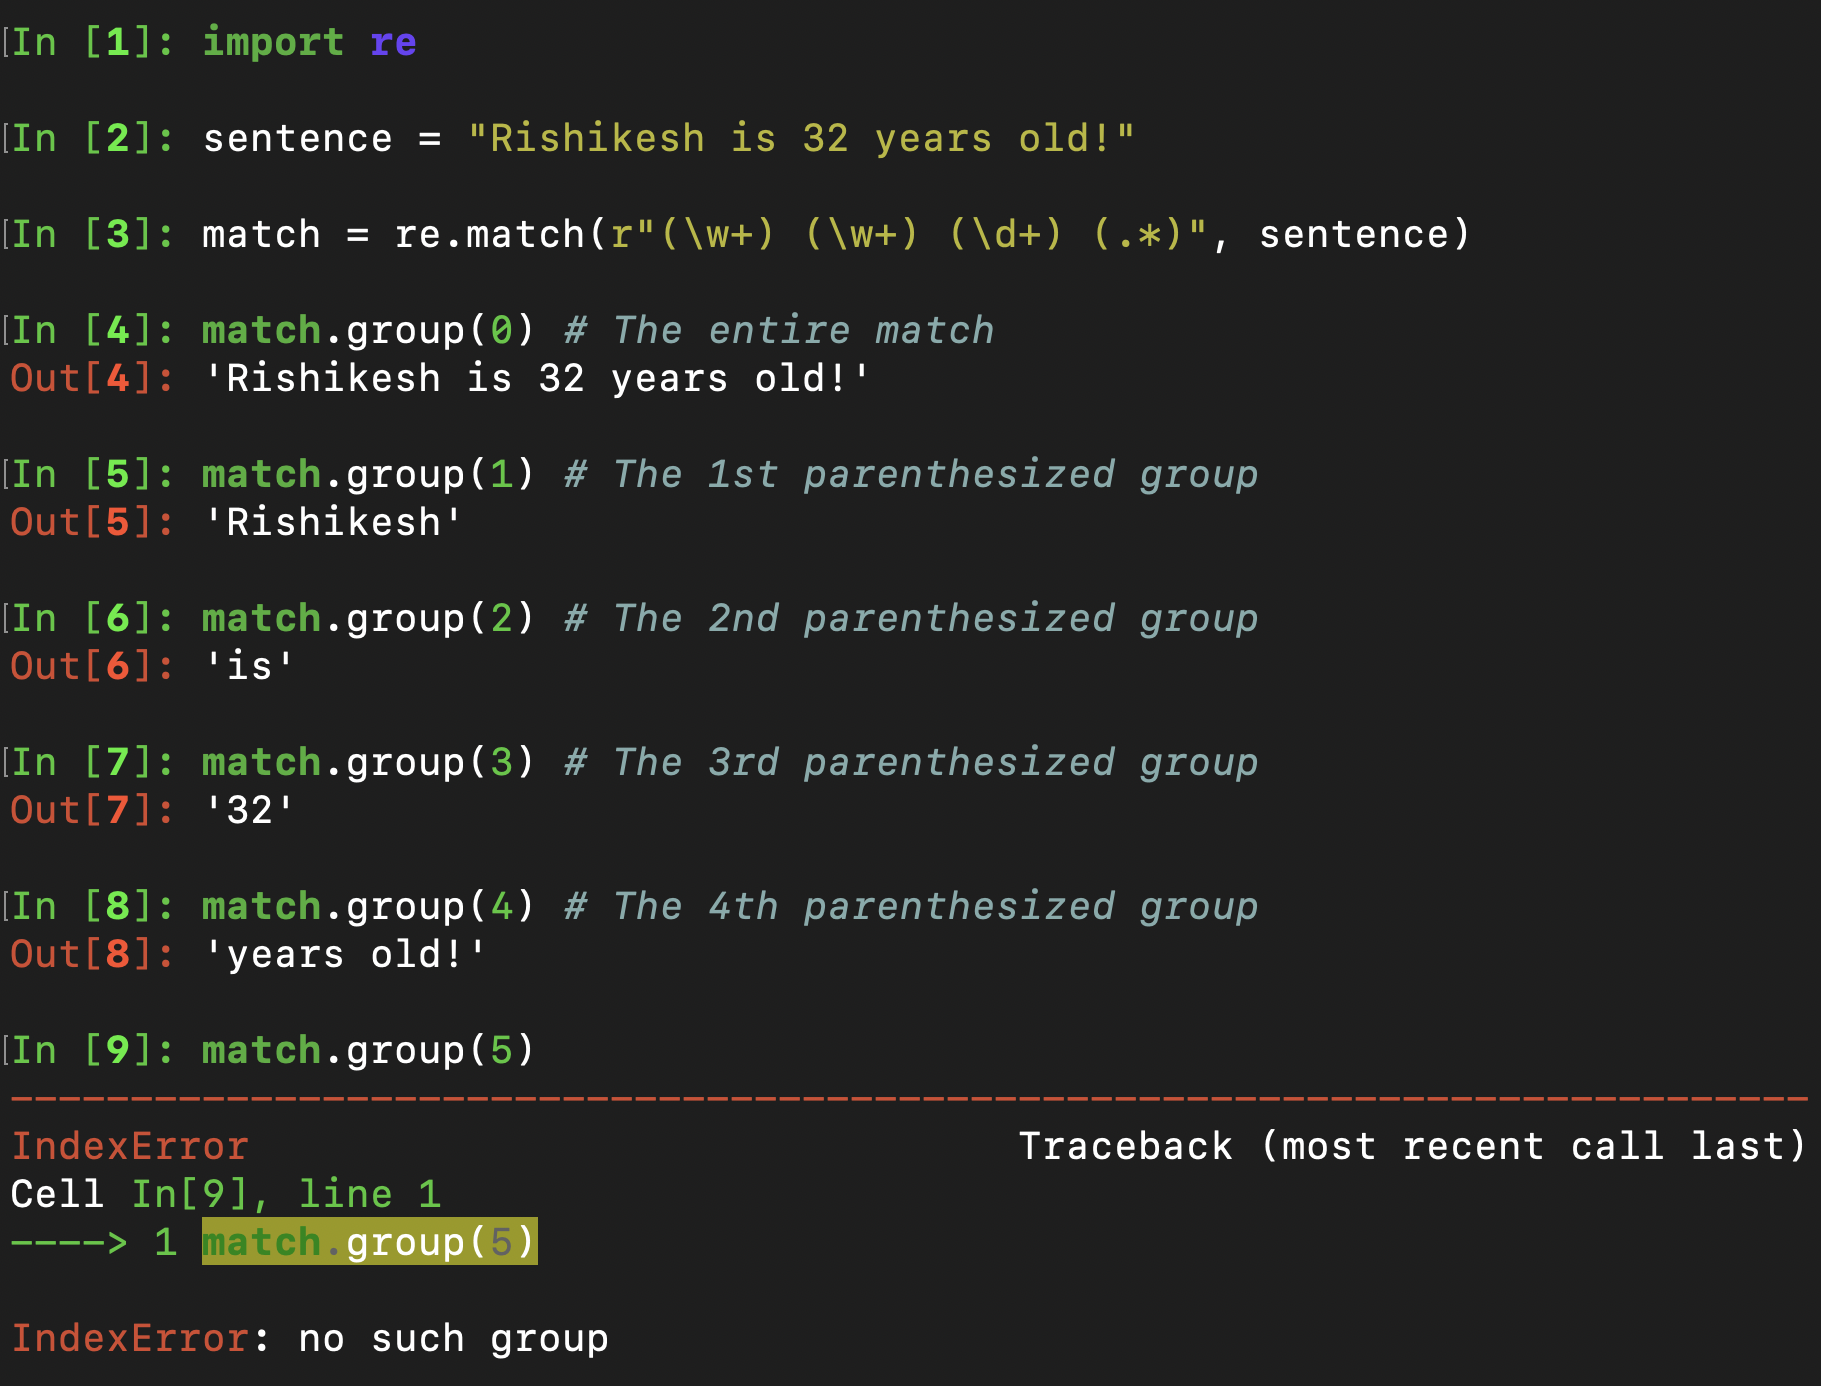 In [1]: import re
In [2]: sentence = "Rishikesh is 32 years old!"
In [3]: match = re.match(r"(\w+) (\w+) (\d+) (.*)", sentence)
In [4]: match.group(0) # The entire match
Out[4]: 'Rishikesh is 32 years old!'
In [5]: match.group(1) # The 1st parenthesized group
Out[5]: 'Rishikesh'
In [6]: match.group(2) # The 2nd parenthesized group
Out[6]: 'is'
In [7]: match.group(3) # The 3rd parenthesized group
Out[7]: '32'
In [8]: match.group(4) # The 4th parenthesized group
Out[8]: 'years old!'
In [9]: match.group(5)
---------------------------------------------------------------------------
IndexError                                Traceback (most recent call last)
Cell In[9], line 1
----> 1 match.group(5)
IndexError: no such group